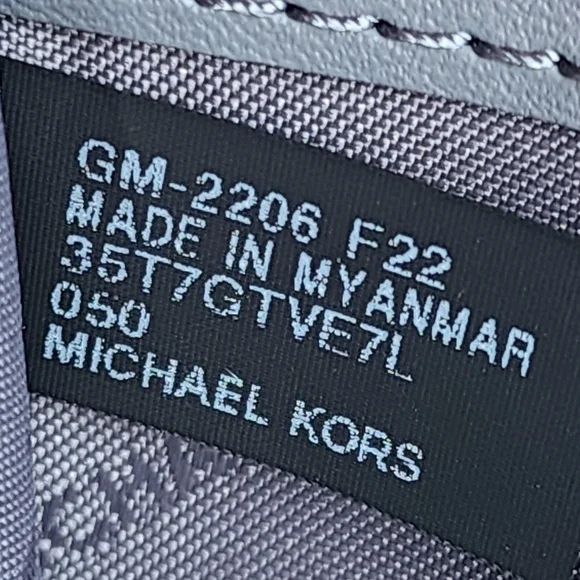 GM-2206 F22
MADE IN MYANMAR
35T7GTVE7L
050
MICHAEL KORS